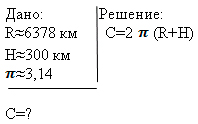 Дано: Решение:
R≈6378 км C=2 π (R+H)
H≈300 км
π≈3,14
C=?